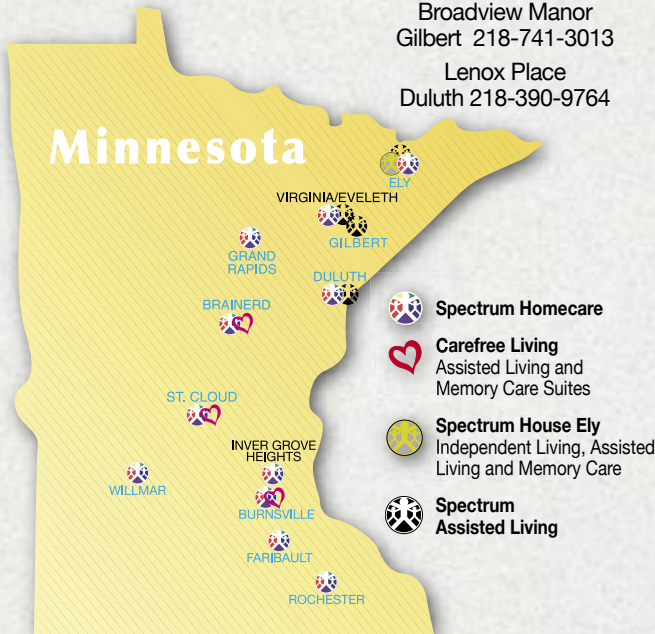 Broadview Manor
Gilbert 218-741-3013
Lenox Place
Duluth 218-390-9764
Minnesota
ELY
VIRGINIA/EVELETH
GILBERT
GRAND
RAPIDS
DULUTH
BRAINERD
ST. CLOUD
INVER GROVE
HEIGHTS
WILLMAR
BURNSVILLE
FARIBAULT
ROCHESTER
Spectrum Homecare
Carefree Living
Assisted Living and
Memory Care Suites
Spectrum House Ely
Independent Living, Assisted
Living and Memory Care
Spectrum
Assisted Living